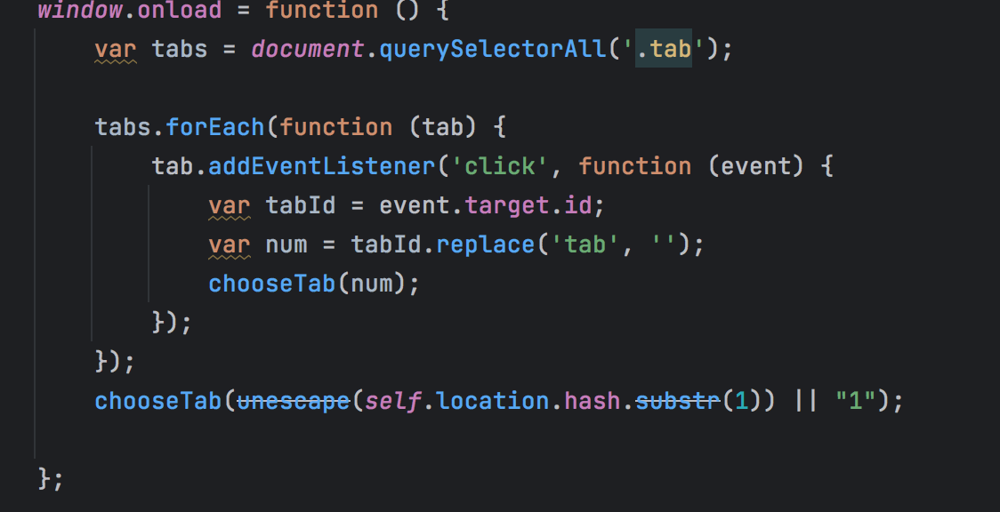 window.onload = function () {
var tabs = document.querySelectorAll('.tab');
tabs.forEach(function (tab) {
tab.addEventListener('click', function (event) {
var tabId = event.target.id;
var num = tabId.replace('tab', '');
chooseTab(num);
});
});
chooseTab(unescape(self.location.hash.substr(1)) || "1");
};